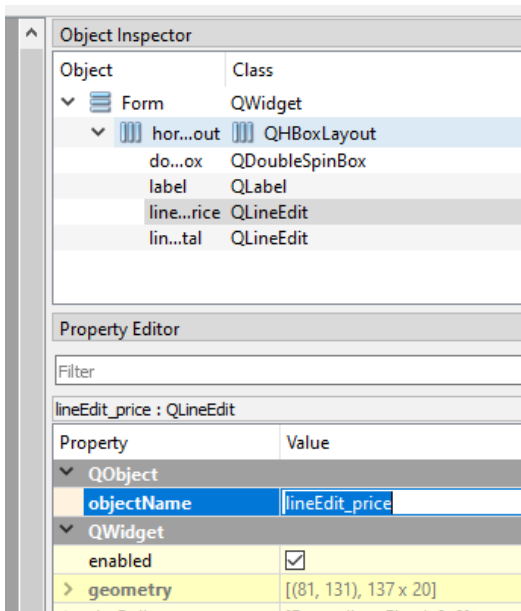 Object Inspector
Object Class
Form QWidget
hor...out QHBoxLayout
do...ox QDoubleSpinBox
label QLabel
line...rice QLineEdit
lin...tal QLineEdit
Property Editor
Filter
lineEdit_price : QLineEdit
Property Value
QObject
objectName lineEdit_price
QWidget
enabled
geometry [(81, 131), 137 x 20]